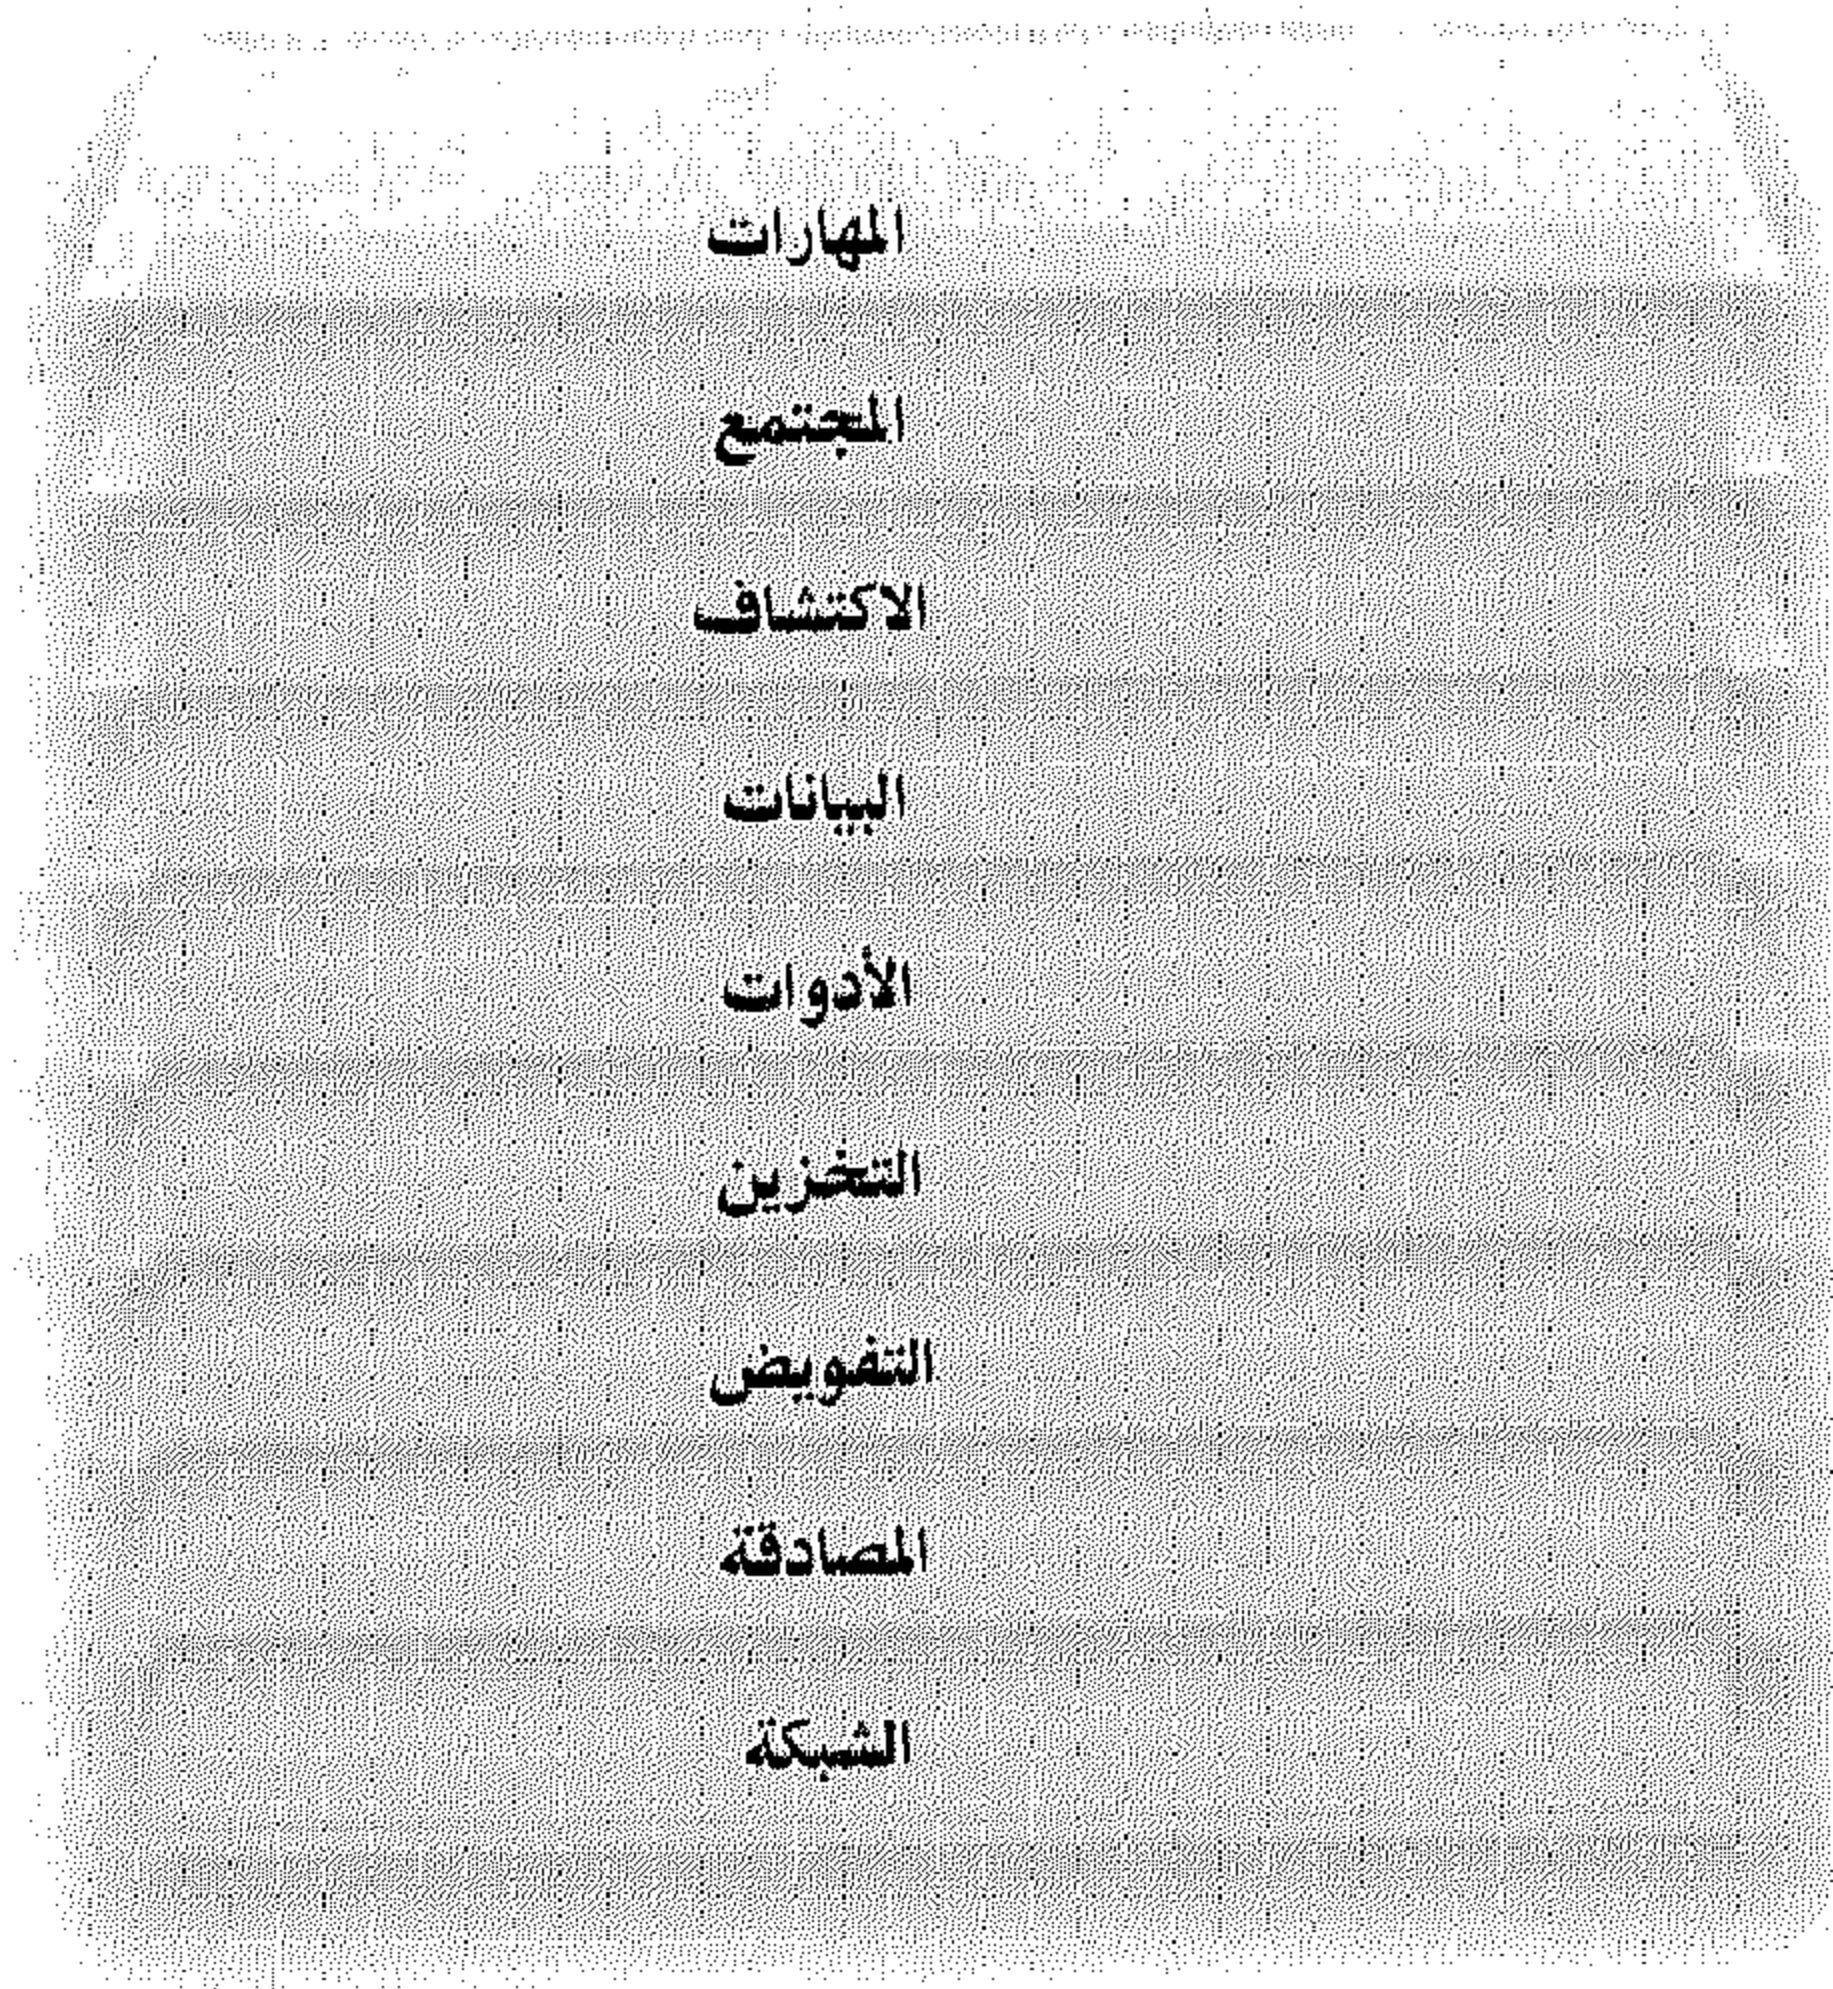 المهارات
المجتمع
الاكتشاف
البيانات
الأدوات
التخزين
التفويض
المصادقة
الشبكة